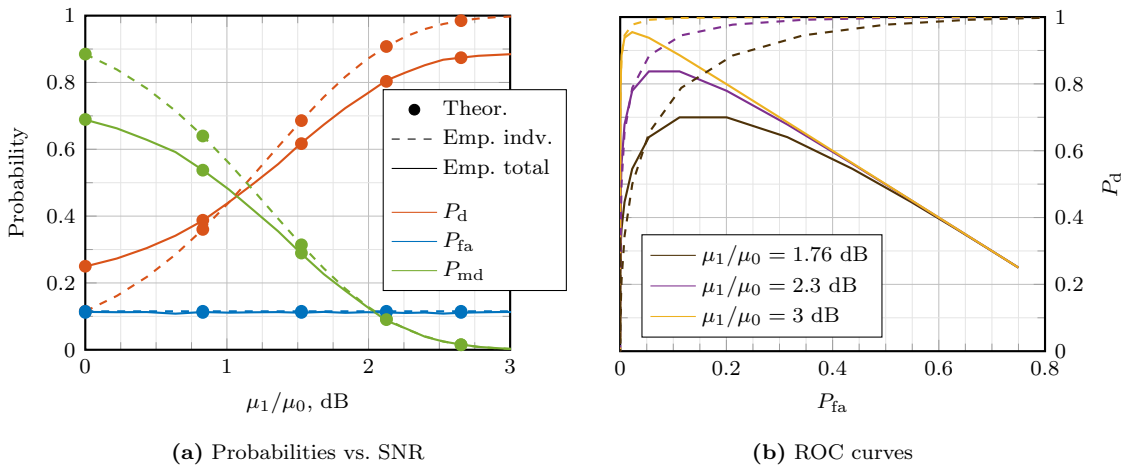 1
0.8
0.6
0.4
0.2
0
Probability
0 1 2 3
μ1/μ0, dB
Theor.
Emp. indv.
Emp. total
Pd
Pfa
Pmd
(a) Probabilities vs. SNR
1
0.8
0.6
0.4
0.2
0
Pd
0 0.2 0.4 0.6 0.8
Pfa
μ1/μ0 = 1.76 dB
μ1/μ0 = 2.3 dB
μ1/μ0 = 3 dB
(b) ROC curves